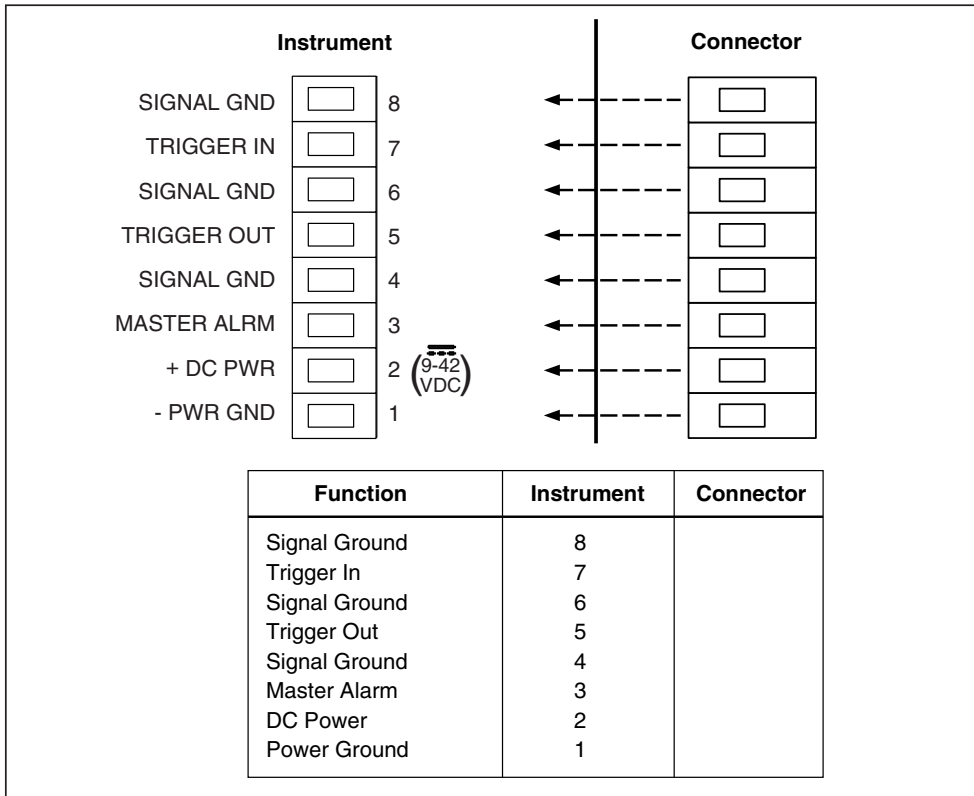 Instrument Connector
SIGNAL GND 8
TRIGGER IN 7
SIGNAL GND 6
TRIGGER OUT 5
SIGNAL GND 4
MASTER ALRM 3
+ DC PWR 2 (9-42 VDC)
- PWR GND 1
Function Instrument Connector
Signal Ground 8
Trigger In 7
Signal Ground 6
Trigger Out 5
Signal Ground 4
Master Alarm 3
DC Power 2
Power Ground 1